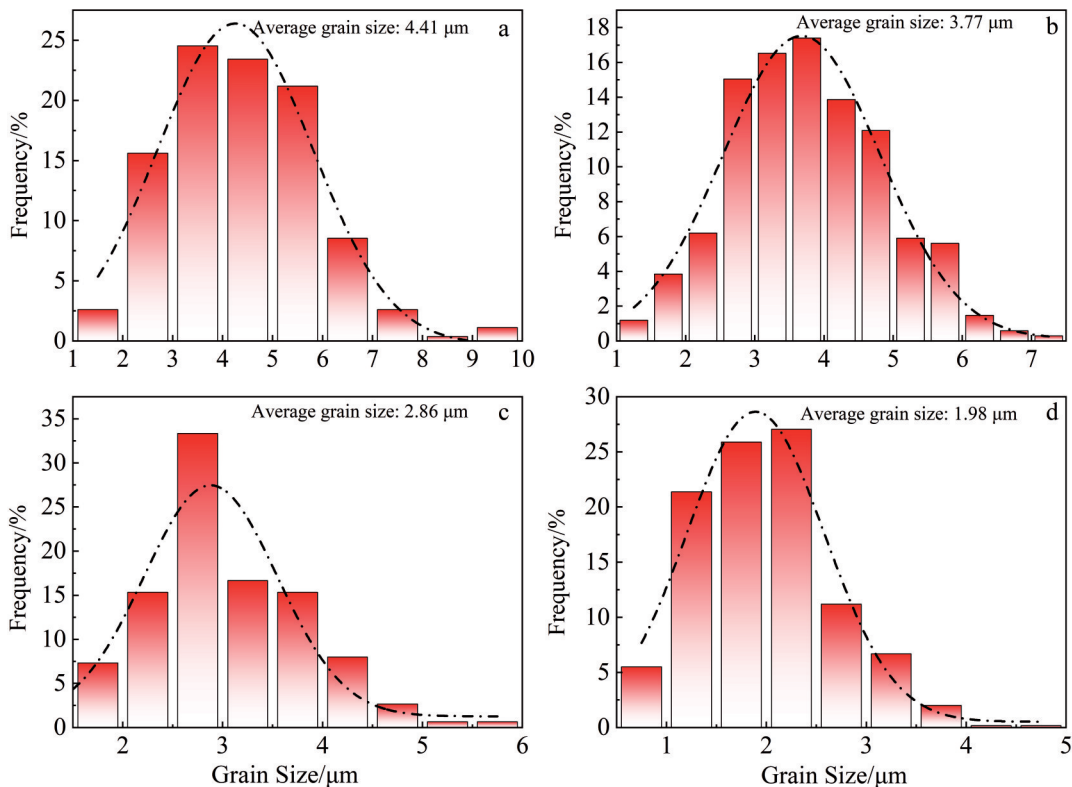 Average grain size: 4.41 μm
a
Frequency/%
25
20
15
10
5
0
1 2 3 4 5 6 7 8 9 10
Average grain size: 3.77 μm
b
Frequency/%
18
16
14
12
10
8
6
4
2
0
1 2 3 4 5 6 7
Average grain size: 2.86 μm
c
Frequency/%
35
30
25
20
15
10
5
0
2 3 4 5 6
Grain Size/μm
Average grain size: 1.98 μm
d
Frequency/%
30
25
20
15
10
5
0
1 2 3 4 5
Grain Size/μm